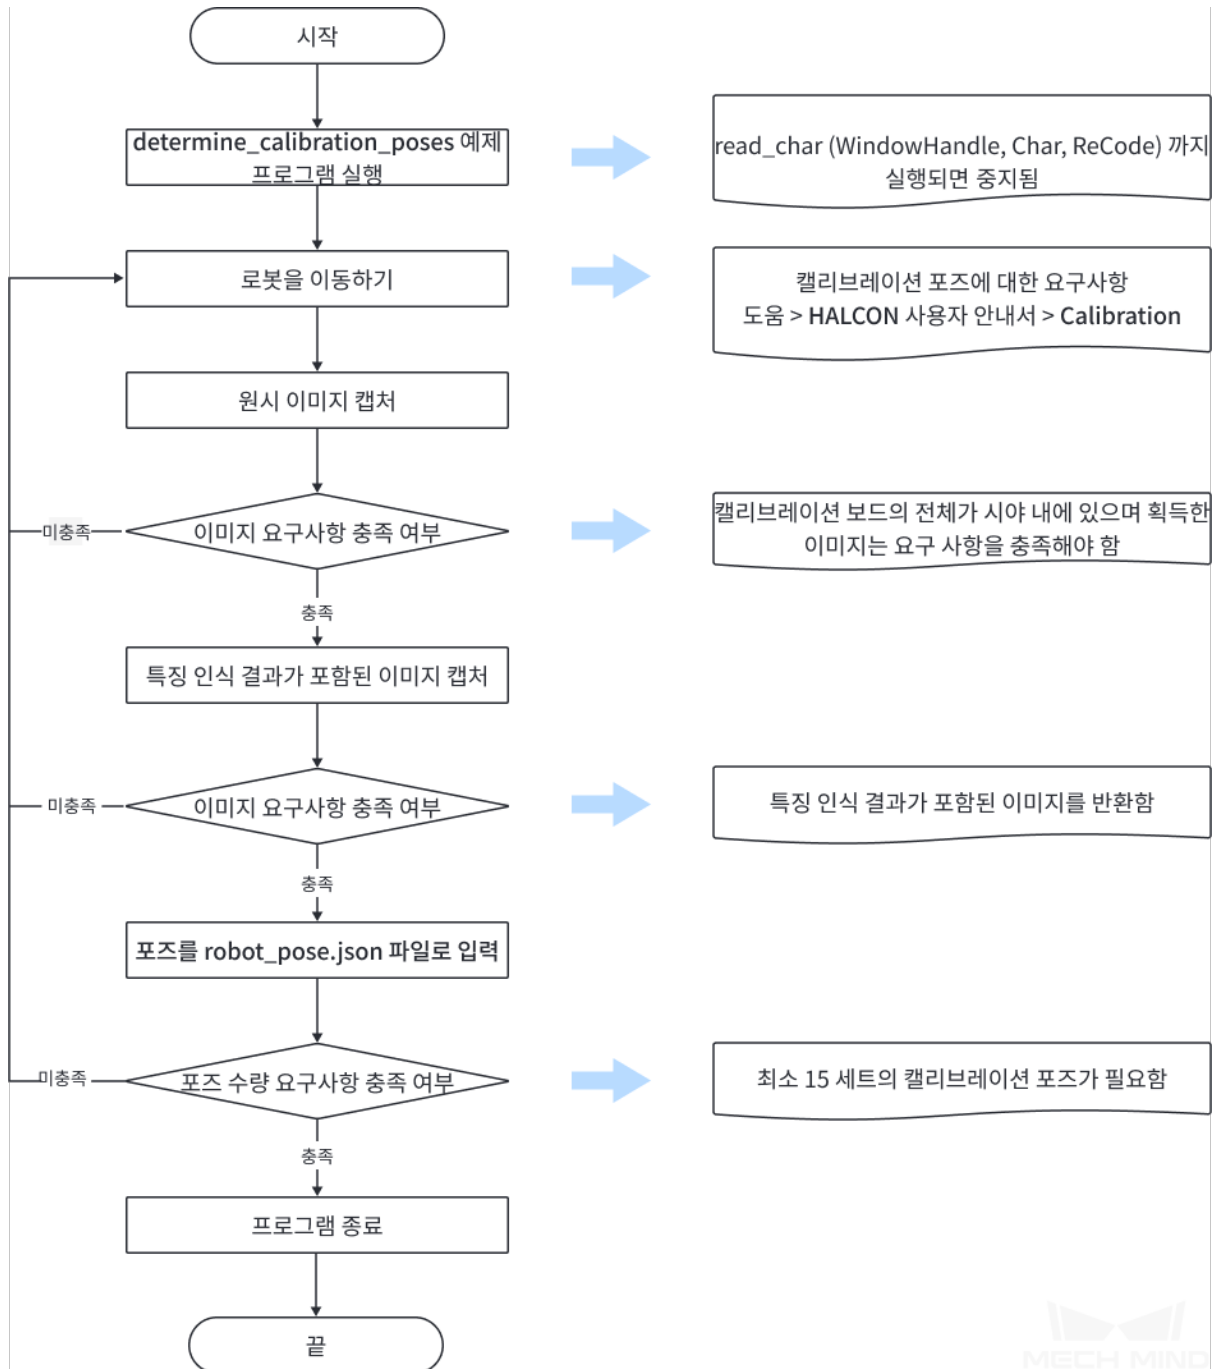 시작
determine_calibration_poses 예제
프로그램 실행
read_char (WindowHandle, Char, ReCode) 까지
실행되면 중지됨
로봇을 이동하기
캘리브레이션 포즈에 대한 요구사항
도움 > HALCON 사용자 안내서 > Calibration
원시 이미지 캡처
미충족
이미지 요구사항 충족 여부
캘리브레이션 보드의 전체가 시야 내에 있으며 획득한
이미지는 요구 사항을 충족해야 함
충족
특징 인식 결과가 포함된 이미지 캡처
미충족
이미지 요구사항 충족 여부
특징 인식 결과가 포함된 이미지를 반환함
충족
포즈를 robot_pose.json 파일로 입력
미충족
포즈 수량 요구사항 충족 여부
최소 15 세트의 캘리브레이션 포즈가 필요함
충족
프로그램 종료
끝
MECH MIND